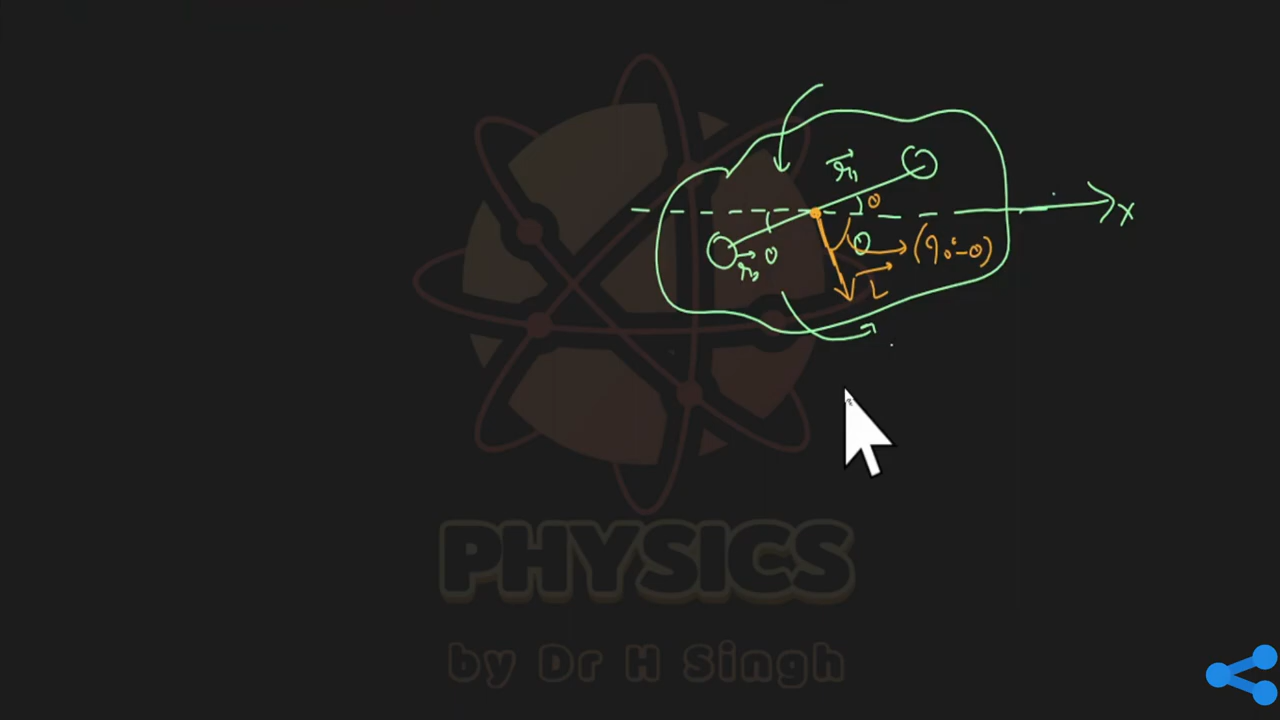 r₁
θ
X
θ
(90°-θ)
r₂
θ
L
PHYSICS
by Dr H Singh